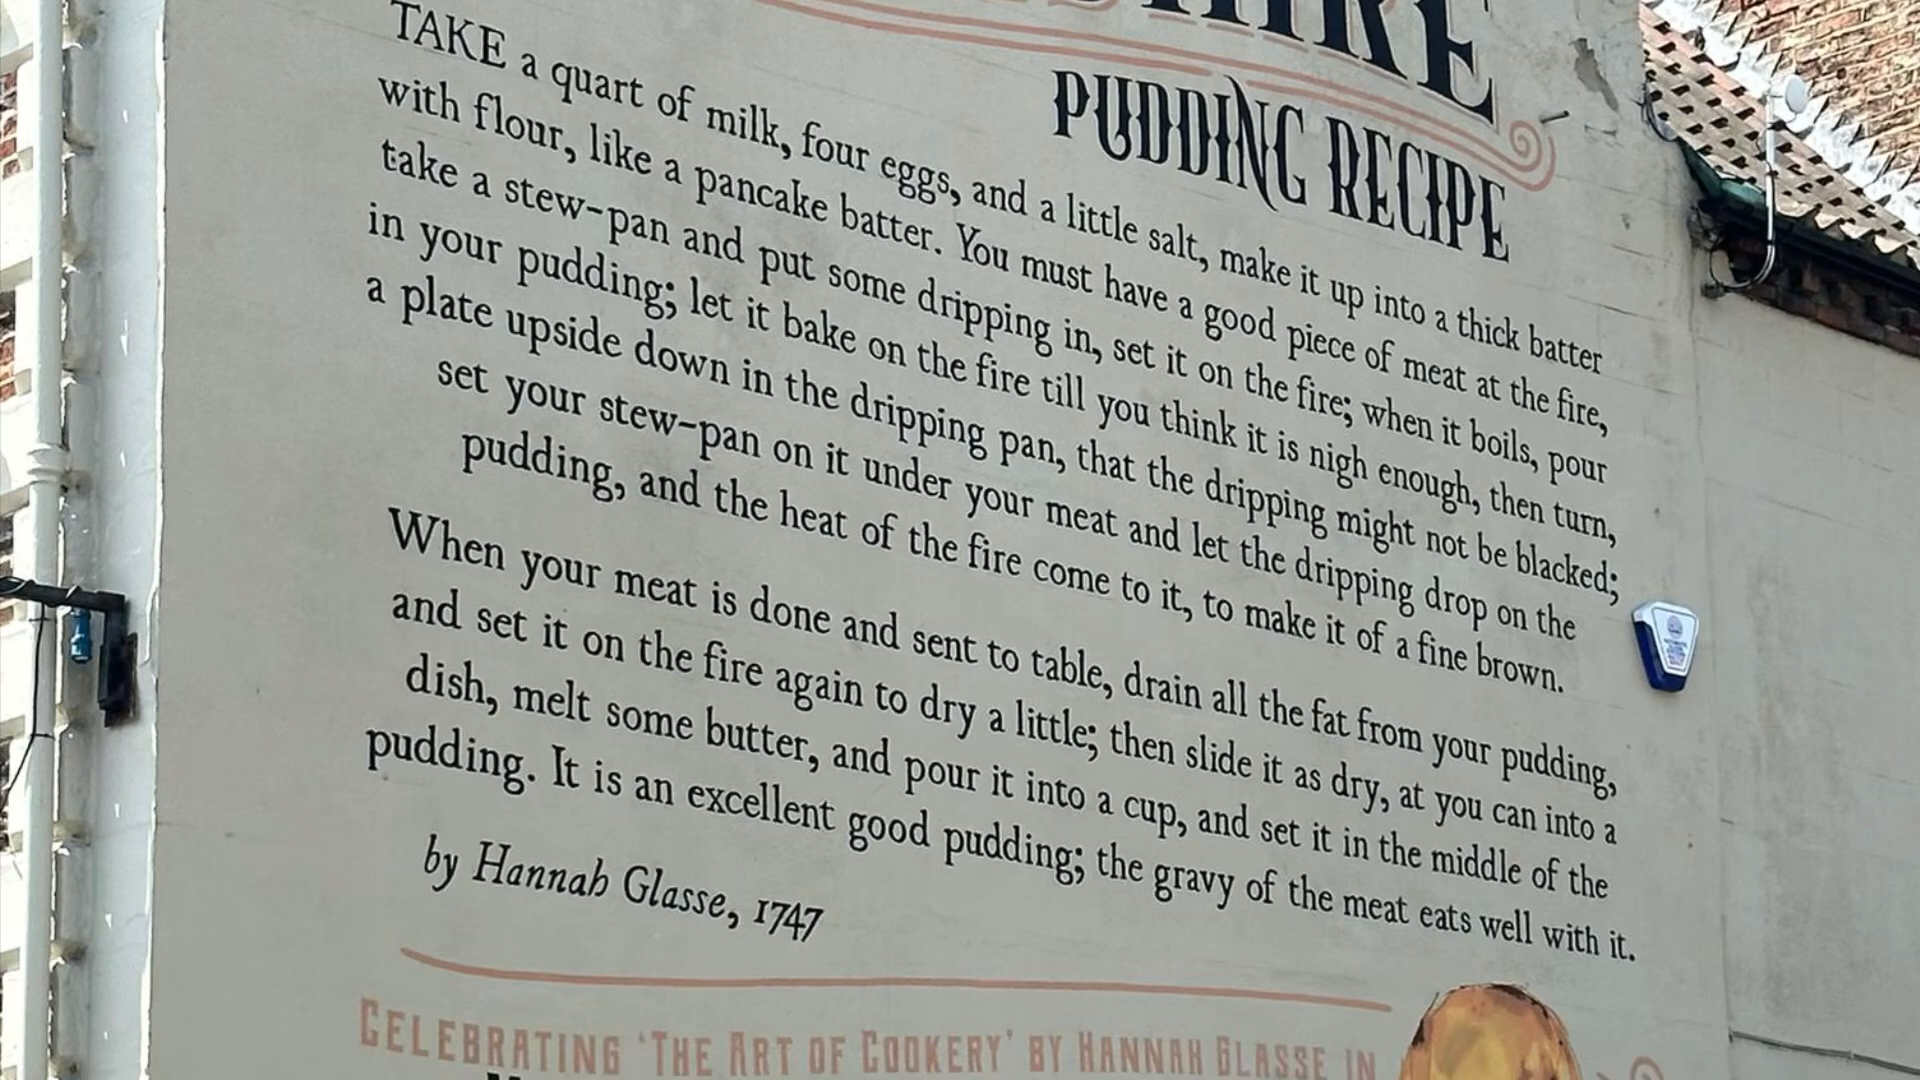 PUDDING RECIPE
TAKE a quart of milk, four eggs, and a little salt, make it up into a thick batter
with flour, like a pancake batter. You must have a good piece of meat at the fire,
take a stew-pan and put some dripping in, set it on the fire; when it boils, pour
in your pudding; let it bake on the fire till you think it is nigh enough, then turn,
a plate upside down in the dripping pan, that the dripping might not be blacked;
set your stew-pan on it under your meat and let the dripping drop on the
pudding, and the heat of the fire come to it, to make it of a fine brown.
When your meat is done and sent to table, drain all the fat from your pudding,
and set it on the fire again to dry a little; then slide it as dry, at you can into a
dish, melt some butter, and pour it into a cup, and set it in the middle of the
pudding. It is an excellent good pudding; the gravy of the meat eats well with it.
by Hannah Glasse, 1747
CELEBRATING 'THE ART OF COOKERY' BY HANNAH GLASSE IN